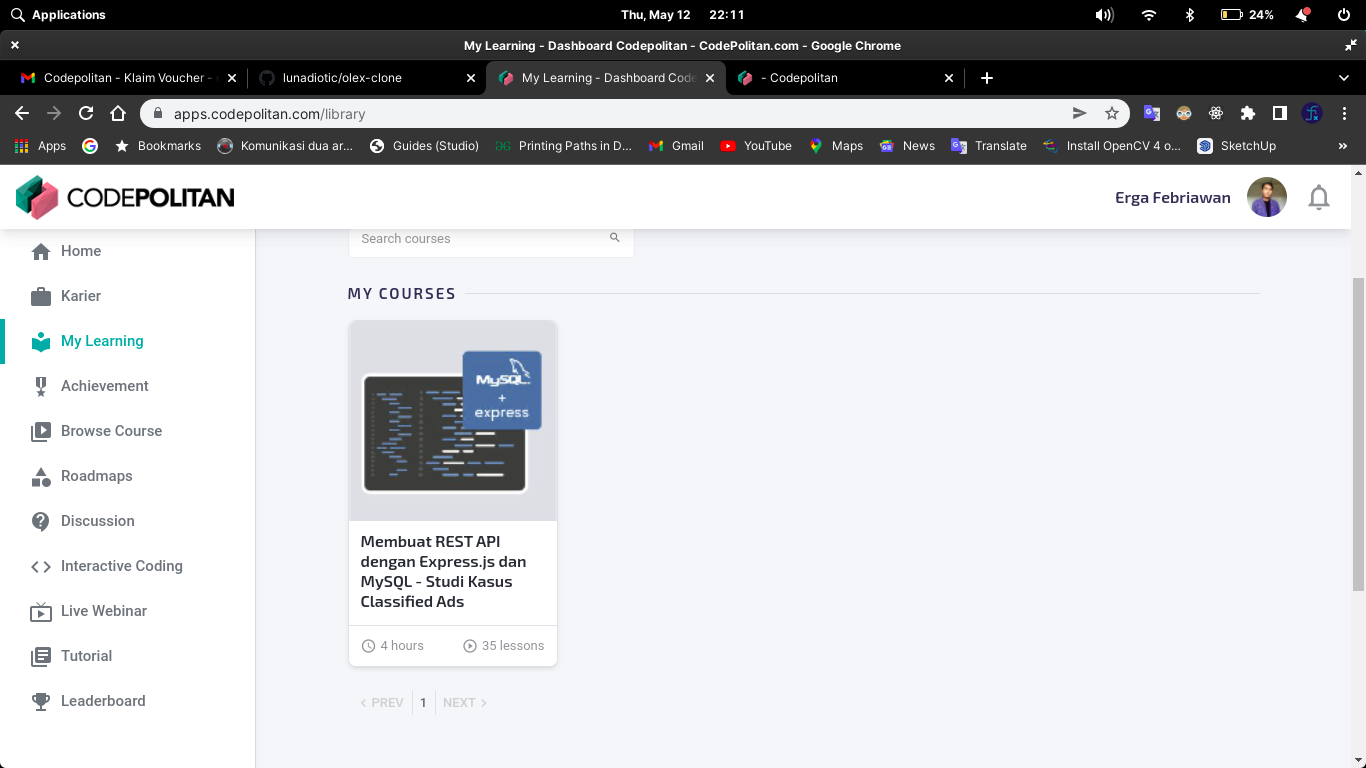 Applications
Thu, May 12 22:11
24%
My Learning - Dashboard Codepolitan - CodePolitan.com - Google Chrome
Codepolitan - Klaim Voucher -
lunadiotic/olex-clone
My Learning - Dashboard Code
- Codepolitan
apps.codepolitan.com/library
Apps
Bookmarks
Komunikasi dua ar...
Guides (Studio)
Printing Paths in D...
Gmail
YouTube
Maps
News
Translate
Install OpenCV 4 o...
SketchUp
»
CODEPOLITAN
Erga Febriawan
Home
Karier
My Learning
Achievement
Browse Course
Roadmaps
Discussion
Interactive Coding
Live Webinar
Tutorial
Leaderboard
Search courses
MY COURSES
MySQL
+
express
Membuat REST API
dengan Express.js dan
MySQL - Studi Kasus
Classified Ads
4 hours
35 lessons
PREV
1
NEXT